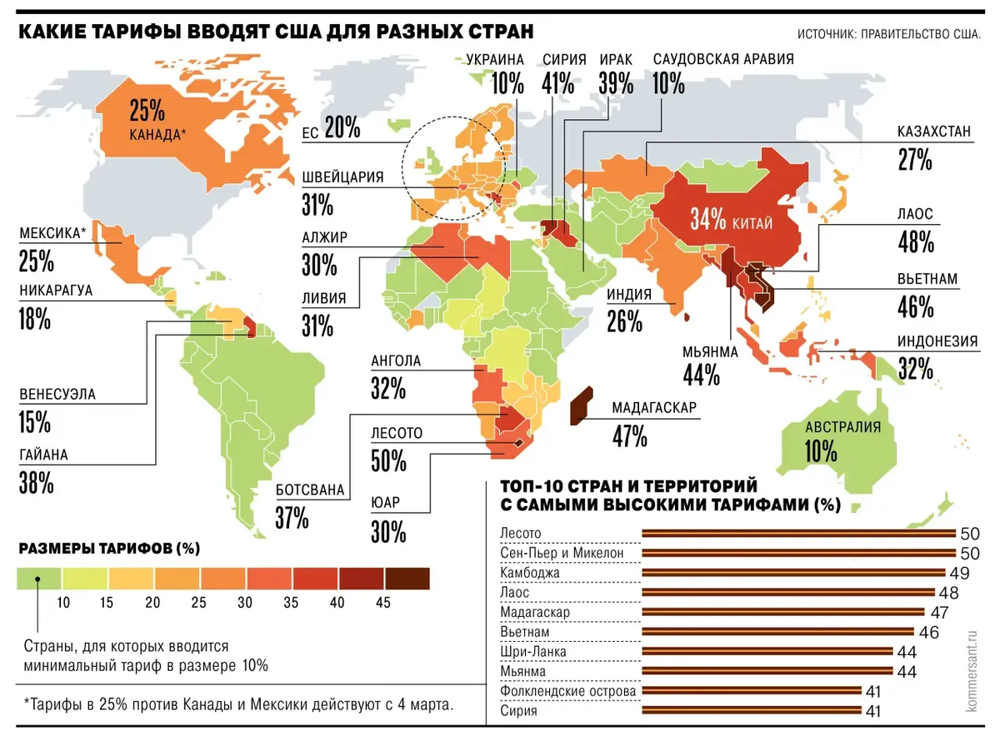 КАКИЕ ТАРИФЫ ВВОДЯТ США ДЛЯ РАЗНЫХ СТРАН
ИСТОЧНИК: ПРАВИТЕЛЬСТВО США.
УКРАИНА
10%
СИРИЯ
41%
ИРАК
39%
САУДОВСКАЯ АРАВИЯ
10%
25%
КАНАДА*
ЕС 20%
КАЗАХСТАН
27%
ШВЕЙЦАРИЯ
31%
34% КИТАЙ
ЛАОС
48%
МЕКСИКА*
25%
АЛЖИР
30%
НИКАРАГУА
18%
ЛИВИЯ
31%
ИНДИЯ
26%
ВЬЕТНАМ
46%
МЬЯНМА
44%
ИНДОНЕЗИЯ
32%
АНГОЛА
32%
ВЕНЕСУЭЛА
15%
МАДАГАСКАР
47%
АВСТРАЛИЯ
10%
ЛЕСОТО
50%
ГАЙАНА
38%
БОТСВАНА
37%
ЮАР
30%
РАЗМЕРЫ ТАРИФОВ (%)
10 15 20 25 30 35 40 45
Страны, для которых вводится
минимальный тариф в размере 10%
*Тарифы в 25% против Канады и Мексики действуют с 4 марта.
ТОП-10 СТРАН И ТЕРРИТОРИЙ
С САМЫМИ ВЫСОКИМИ ТАРИФАМИ (%)
Лесото 50
Сен-Пьер и Микелон 50
Камбоджа 49
Лаос 48
Мадагаскар 47
Вьетнам 46
Шри-Ланка 44
Мьянма 44
Фолклендские острова 41
Сирия 41
kommersant.ru